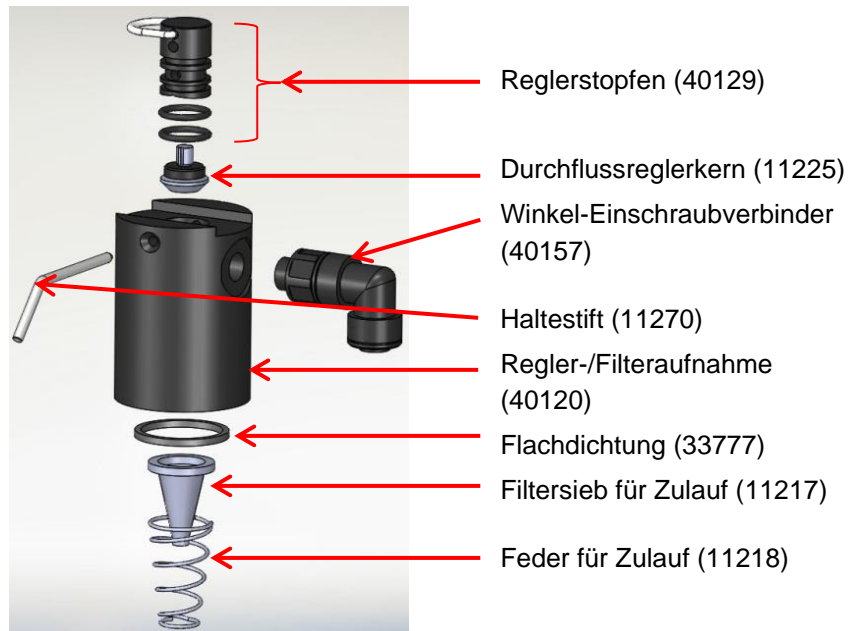 Reglerstopfen (40129)
Durchflussreglerkern (11225)
Winkel-Einschraubverbinder
(40157)
Haltestift (11270)
Regler-/Filteraufnahme
(40120)
Flachdichtung (33777)
Filtersieb für Zulauf (11217)
Feder für Zulauf (11218)